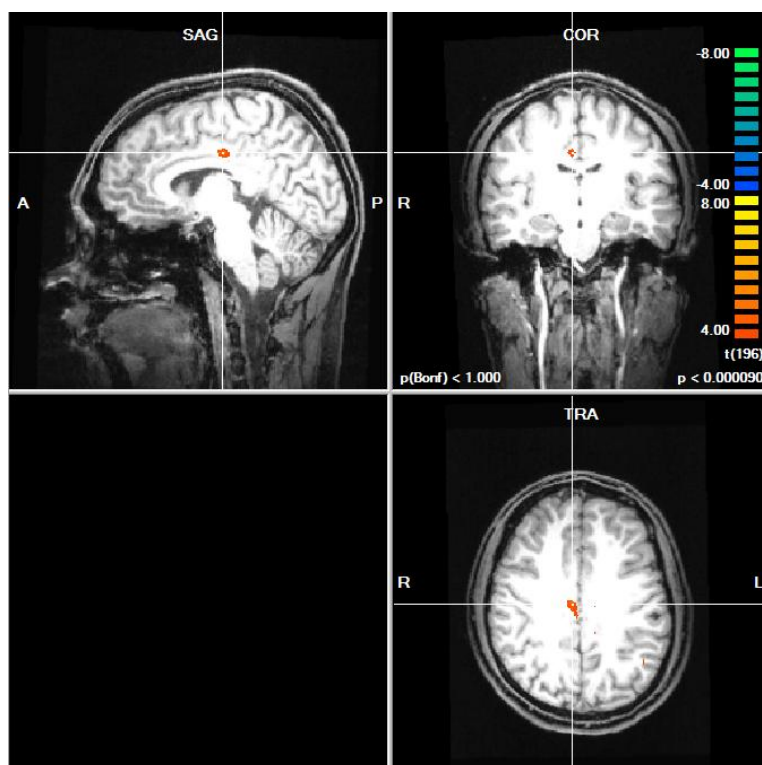 SAG
A
P
COR
R
-8.00
-4.00
8.00
4.00
t(196)
p(Bonf) < 1.000
p < 0.000090
TRA
R
L